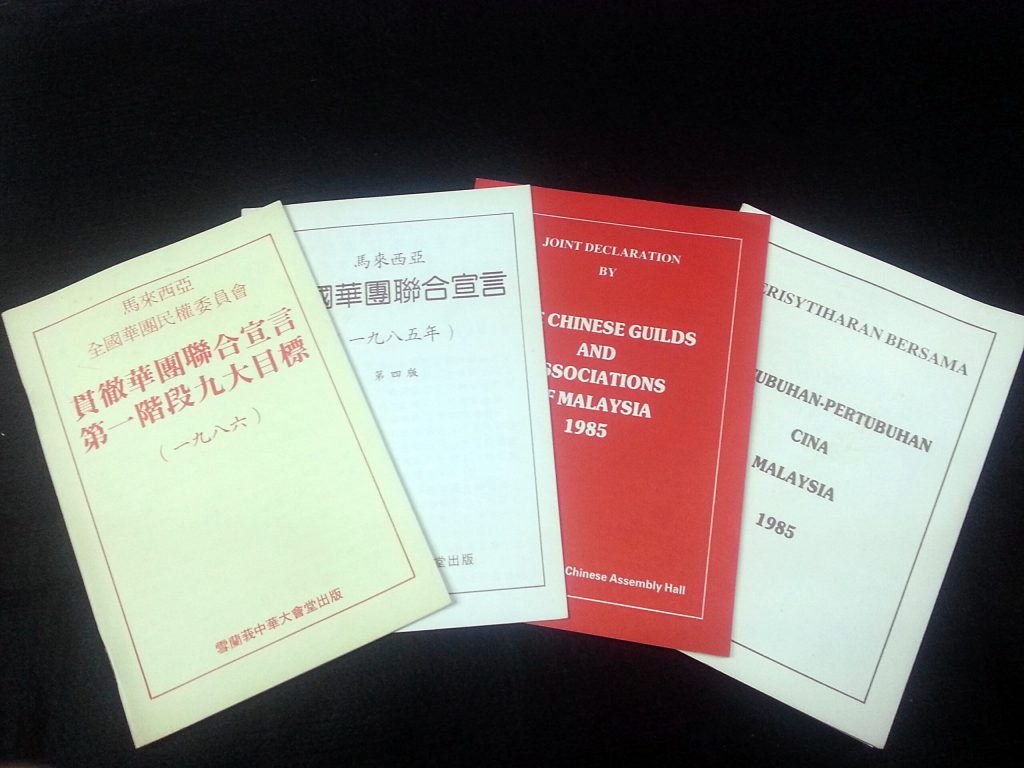 馬來西亞
全國華團民權委員會
貫徹華團聯合宣言
第一階段九大目標
(一九八六)
雪蘭莪中華大會堂出版
馬來西亞
國華團聯合宣言
一九八五年)
第四版
堂出版
JOINT DECLARATION
BY
CHINESE GUILDS
AND
SSOCIATIONS
F MALAYSIA
1985
Chinese Assembly Hall
ERISYTIHARAN BERSAMA
UBUHAN-PERTUBUHAN
CINA
MALAYSIA
1985